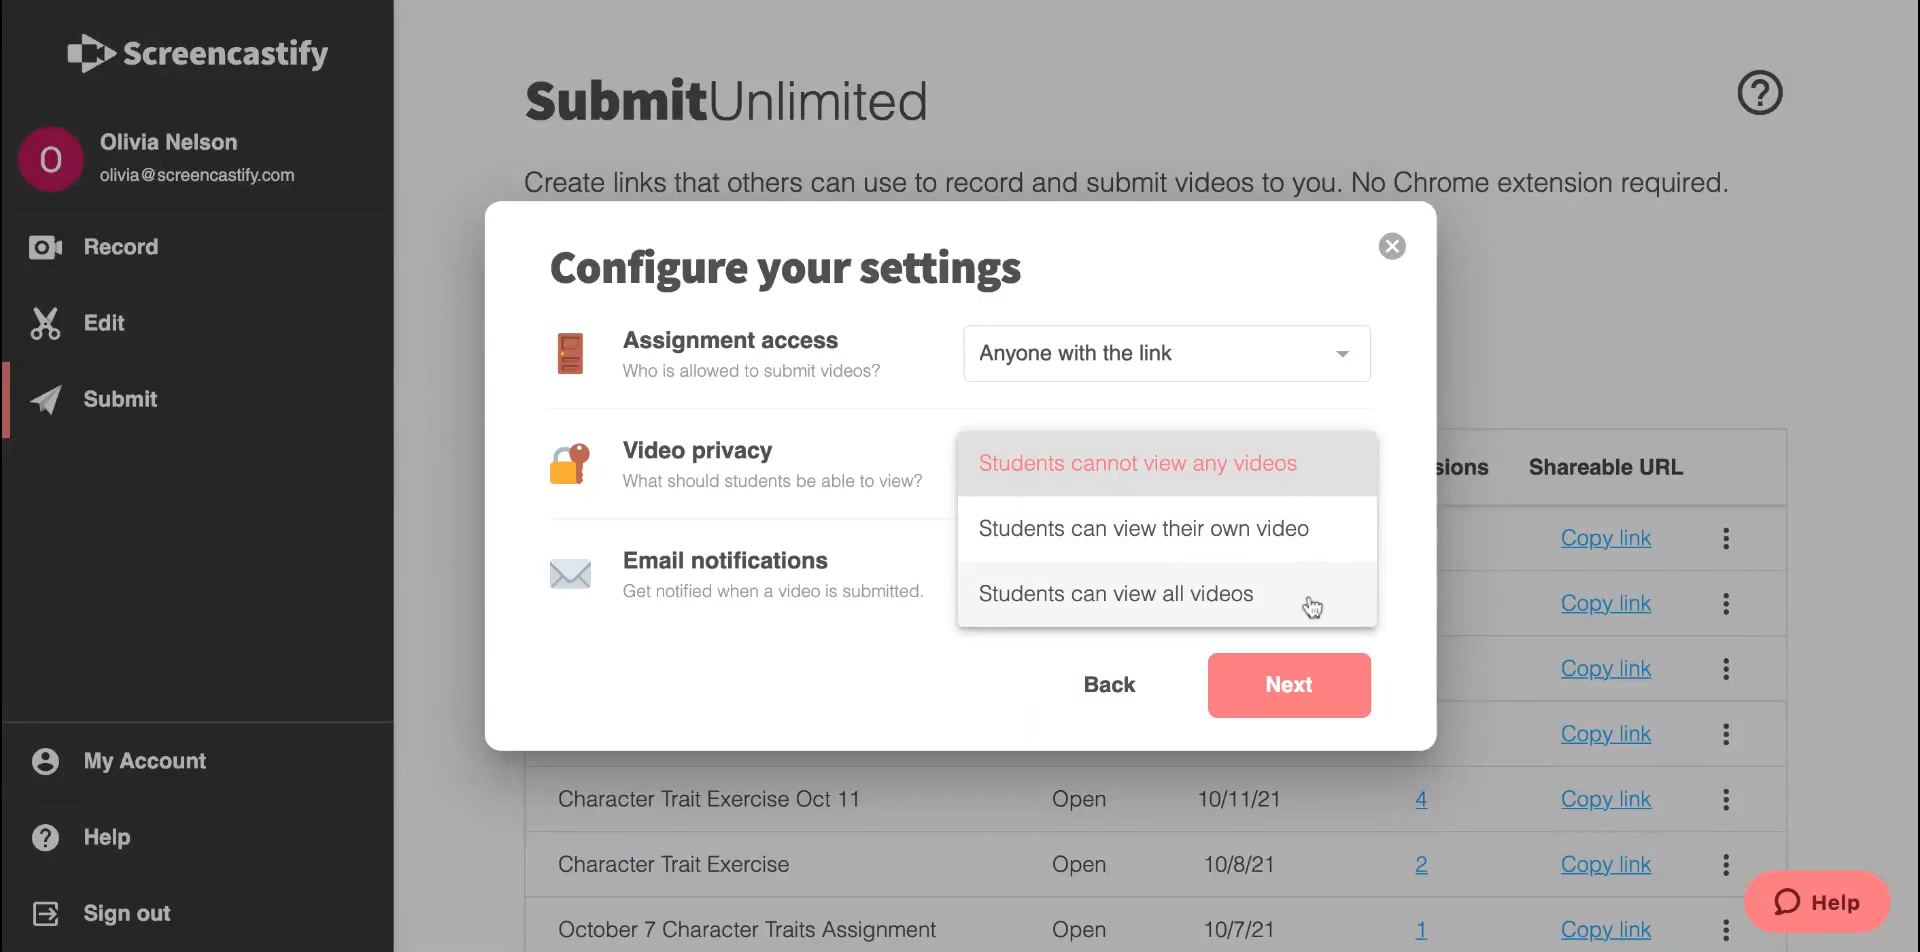 Screencastify
O
Olivia Nelson
olivia@screencastify.com
Record
Edit
Submit
My Account
Help
Sign out
SubmitUnlimited
?
Create links that others can use to record and submit videos to you. No Chrome extension required.
Configure your settings
Assignment access
Who is allowed to submit videos?
Anyone with the link
Video privacy
What should students be able to view?
Students cannot view any videos
Students can view their own video
Students can view all videos
Email notifications
Get notified when a video is submitted.
Back
Next
sions Shareable URL
Copy link
Copy link
Copy link
Copy link
Character Trait Exercise Oct 11 Open 10/11/21 4 Copy link
Character Trait Exercise Open 10/8/21 2 Copy link
October 7 Character Traits Assignment Open 10/7/21 1 Copy link
Help